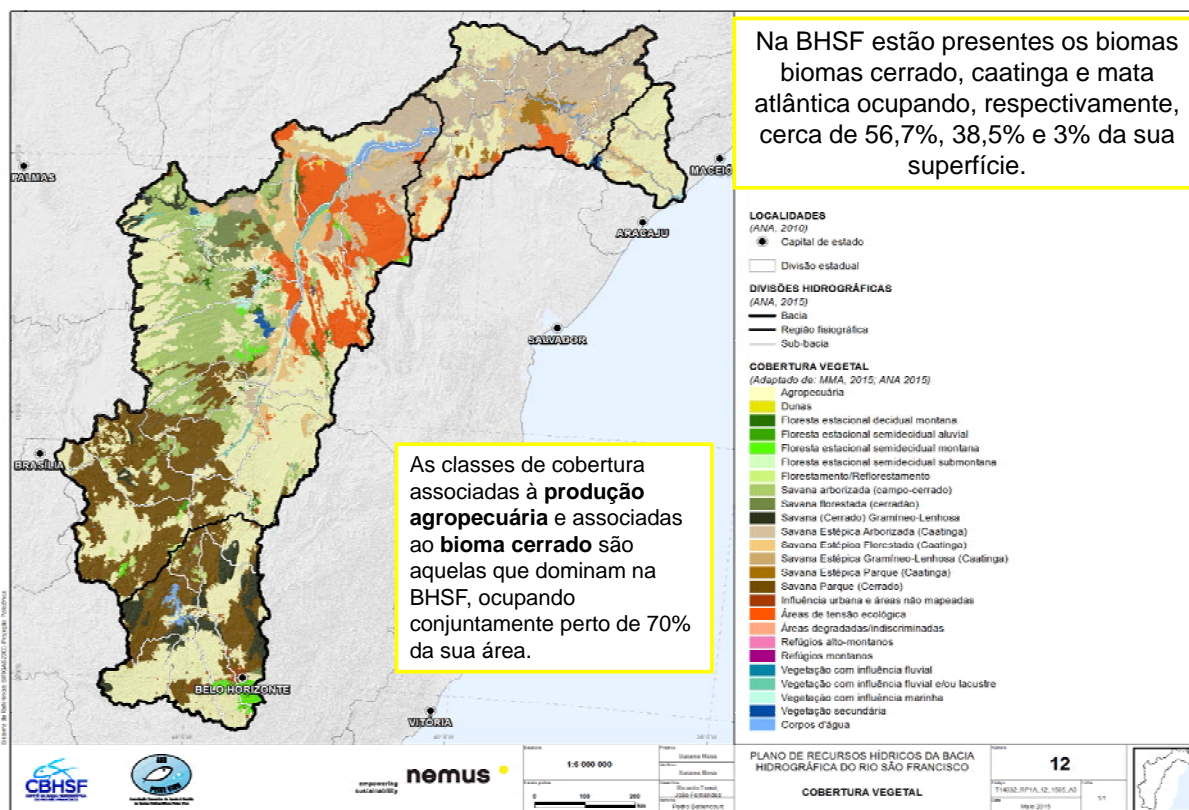 Na BHSF estão presentes os biomas
biomas cerrado, caatinga e mata
atlântica ocupando, respectivamente,
cerca de 56,7%, 38,5% e 3% da sua
superfície.
PALMAS
MACEIÓ
ARACAJU
SALVADOR
BRASÍLIA
BELO HORIZONTE
VITÓRIA
As classes de cobertura
associadas à produção
agropecuária e associadas
ao bioma cerrado são
aquelas que dominam na
BHSF, ocupando
conjuntamente perto de 70%
da sua área.
LOCALIDADES
(ANA, 2010)
Capital de estado
Divisão estadual
DIVISÕES HIDROGRÁFICAS
(ANA, 2015)
Bacia
Região fisiográfica
Sub-bacia
COBERTURA VEGETAL
(Adaptado de: MMA, 2015; ANA 2015)
Agropecuária
Dunas
Floresta estacional decidual montana
Floresta estacional semidecidual aluvial
Floresta estacional semidecidual montana
Floresta estacional semidecidual submontana
Florestamento/Reflorestamento
Savana arborizada (campo-cerrado)
Savana florestada (cerradão)
Savana (Cerrado) Gramíneo-Lenhosa
Savana Estépica Arborizada (Caatinga)
Savana Estépica Florestada (Caatinga)
Savana Estépica Gramíneo-Lenhosa (Caatinga)
Savana Estépica Parque (Caatinga)
Savana Parque (Cerrado)
Influência urbana e áreas não mapeadas
Áreas de tensão ecológica
Áreas degradadas/indiscriminadas
Refúgios alto-montanos
Refúgios montanos
Vegetação com influência fluvial
Vegetação com influência fluvial e/ou lacustre
Vegetação com influência marinha
Vegetação secundária
Corpos d'água
CBHSF
empowering
sustainability
nemus
1:5 000 000
0 100 200
km
Pedro Bettencourt
PLANO DE RECURSOS HÍDRICOS DA BACIA
HIDROGRÁFICA DO RIO SÃO FRANCISCO
COBERTURA VEGETAL
12
Maio 2015
1/1